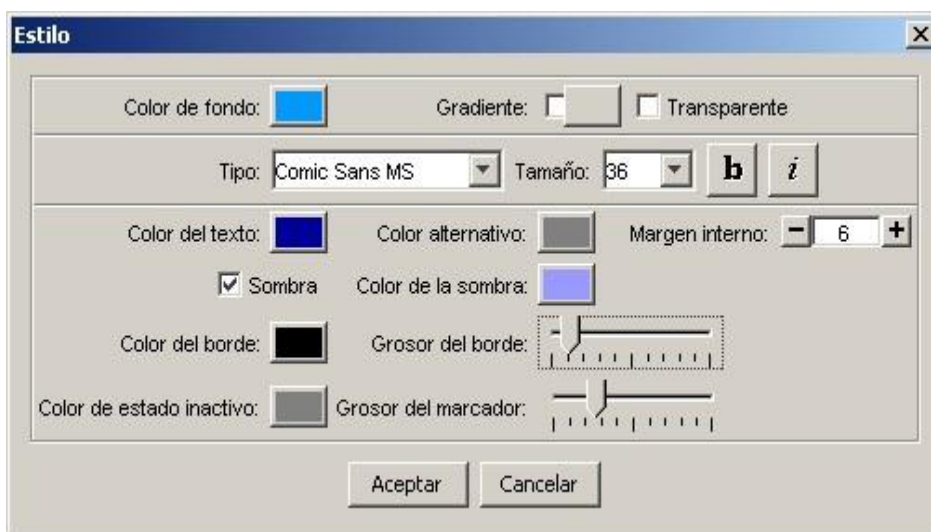 Estilo
Color de fondo: Gradiente: Transparente
Tipo: Comic Sans MS Tamaño: 36 b i
Color del texto: Color alternativo: Margen interno: − 6 +
Sombra Color de la sombra:
Color del borde: Grosor del borde:
Color de estado inactivo: Grosor del marcador:
Aceptar Cancelar